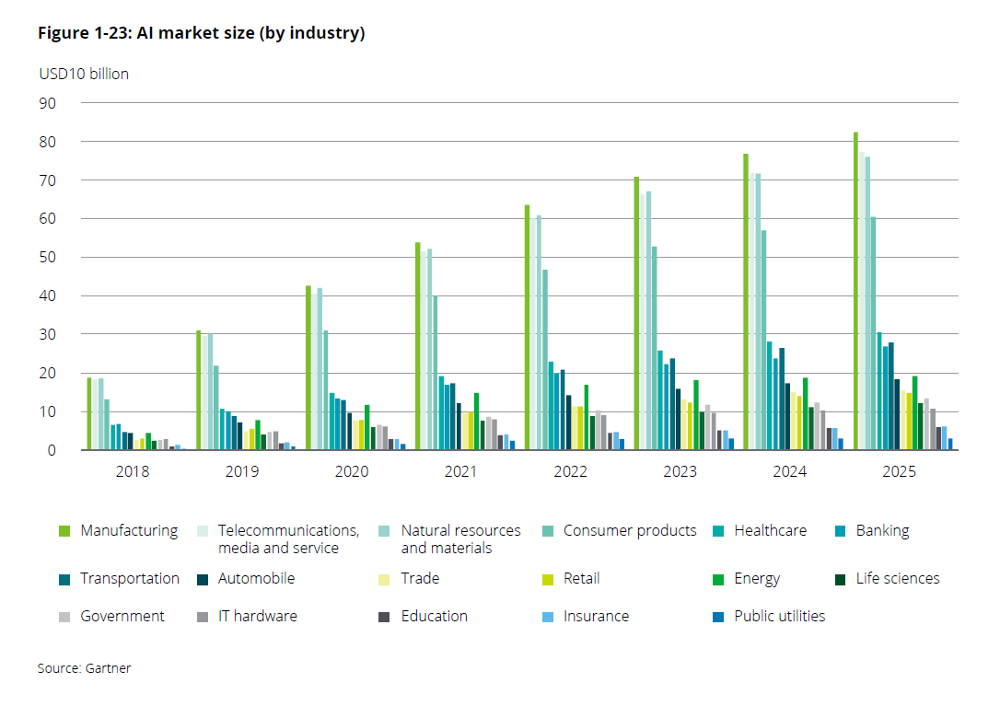 Figure 1-23: AI market size (by industry)
USD10 billion
90
80
70
60
50
40
30
20
10
0
2018 2019 2020 2021 2022 2023 2024 2025
Manufacturing Telecommunications, Natural resources Consumer products Healthcare Banking
media and service and materials
Transportation Automobile Trade Retail Energy Life sciences
Government IT hardware Education Insurance Public utilities
Source: Gartner